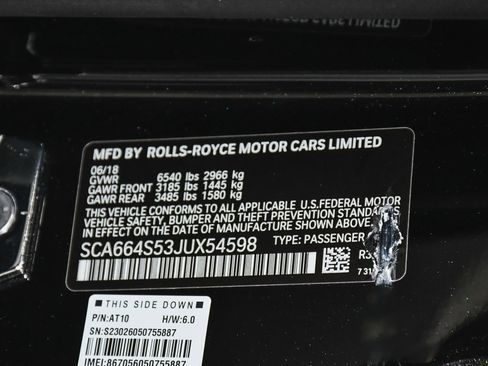 MFD BY ROLLS-ROYCE MOTOR CARS LIMITED
06/18
GVWR 6540 lbs 2966 kg
GAWR FRONT 3185 lbs 1445 kg
GAWR REAR 3485 lbs 1580 kg
THIS VEHICLE CONFORMS TO ALL APPLICABLE U.S.FEDERAL MOTOR
VEHICLE SAFETY, BUMPER AND THEFT PREVENTION STANDARDS
IN EFFECT ON THE DATE OF MANUFACTURE SHOWN ABOVE.
SCA664S53JUX54598 TYPE: PASSENGER
THIS SIDE DOWN
P/N:AT10 H/W:6.0
SN:S23026050755887
IMEI:867056050755887